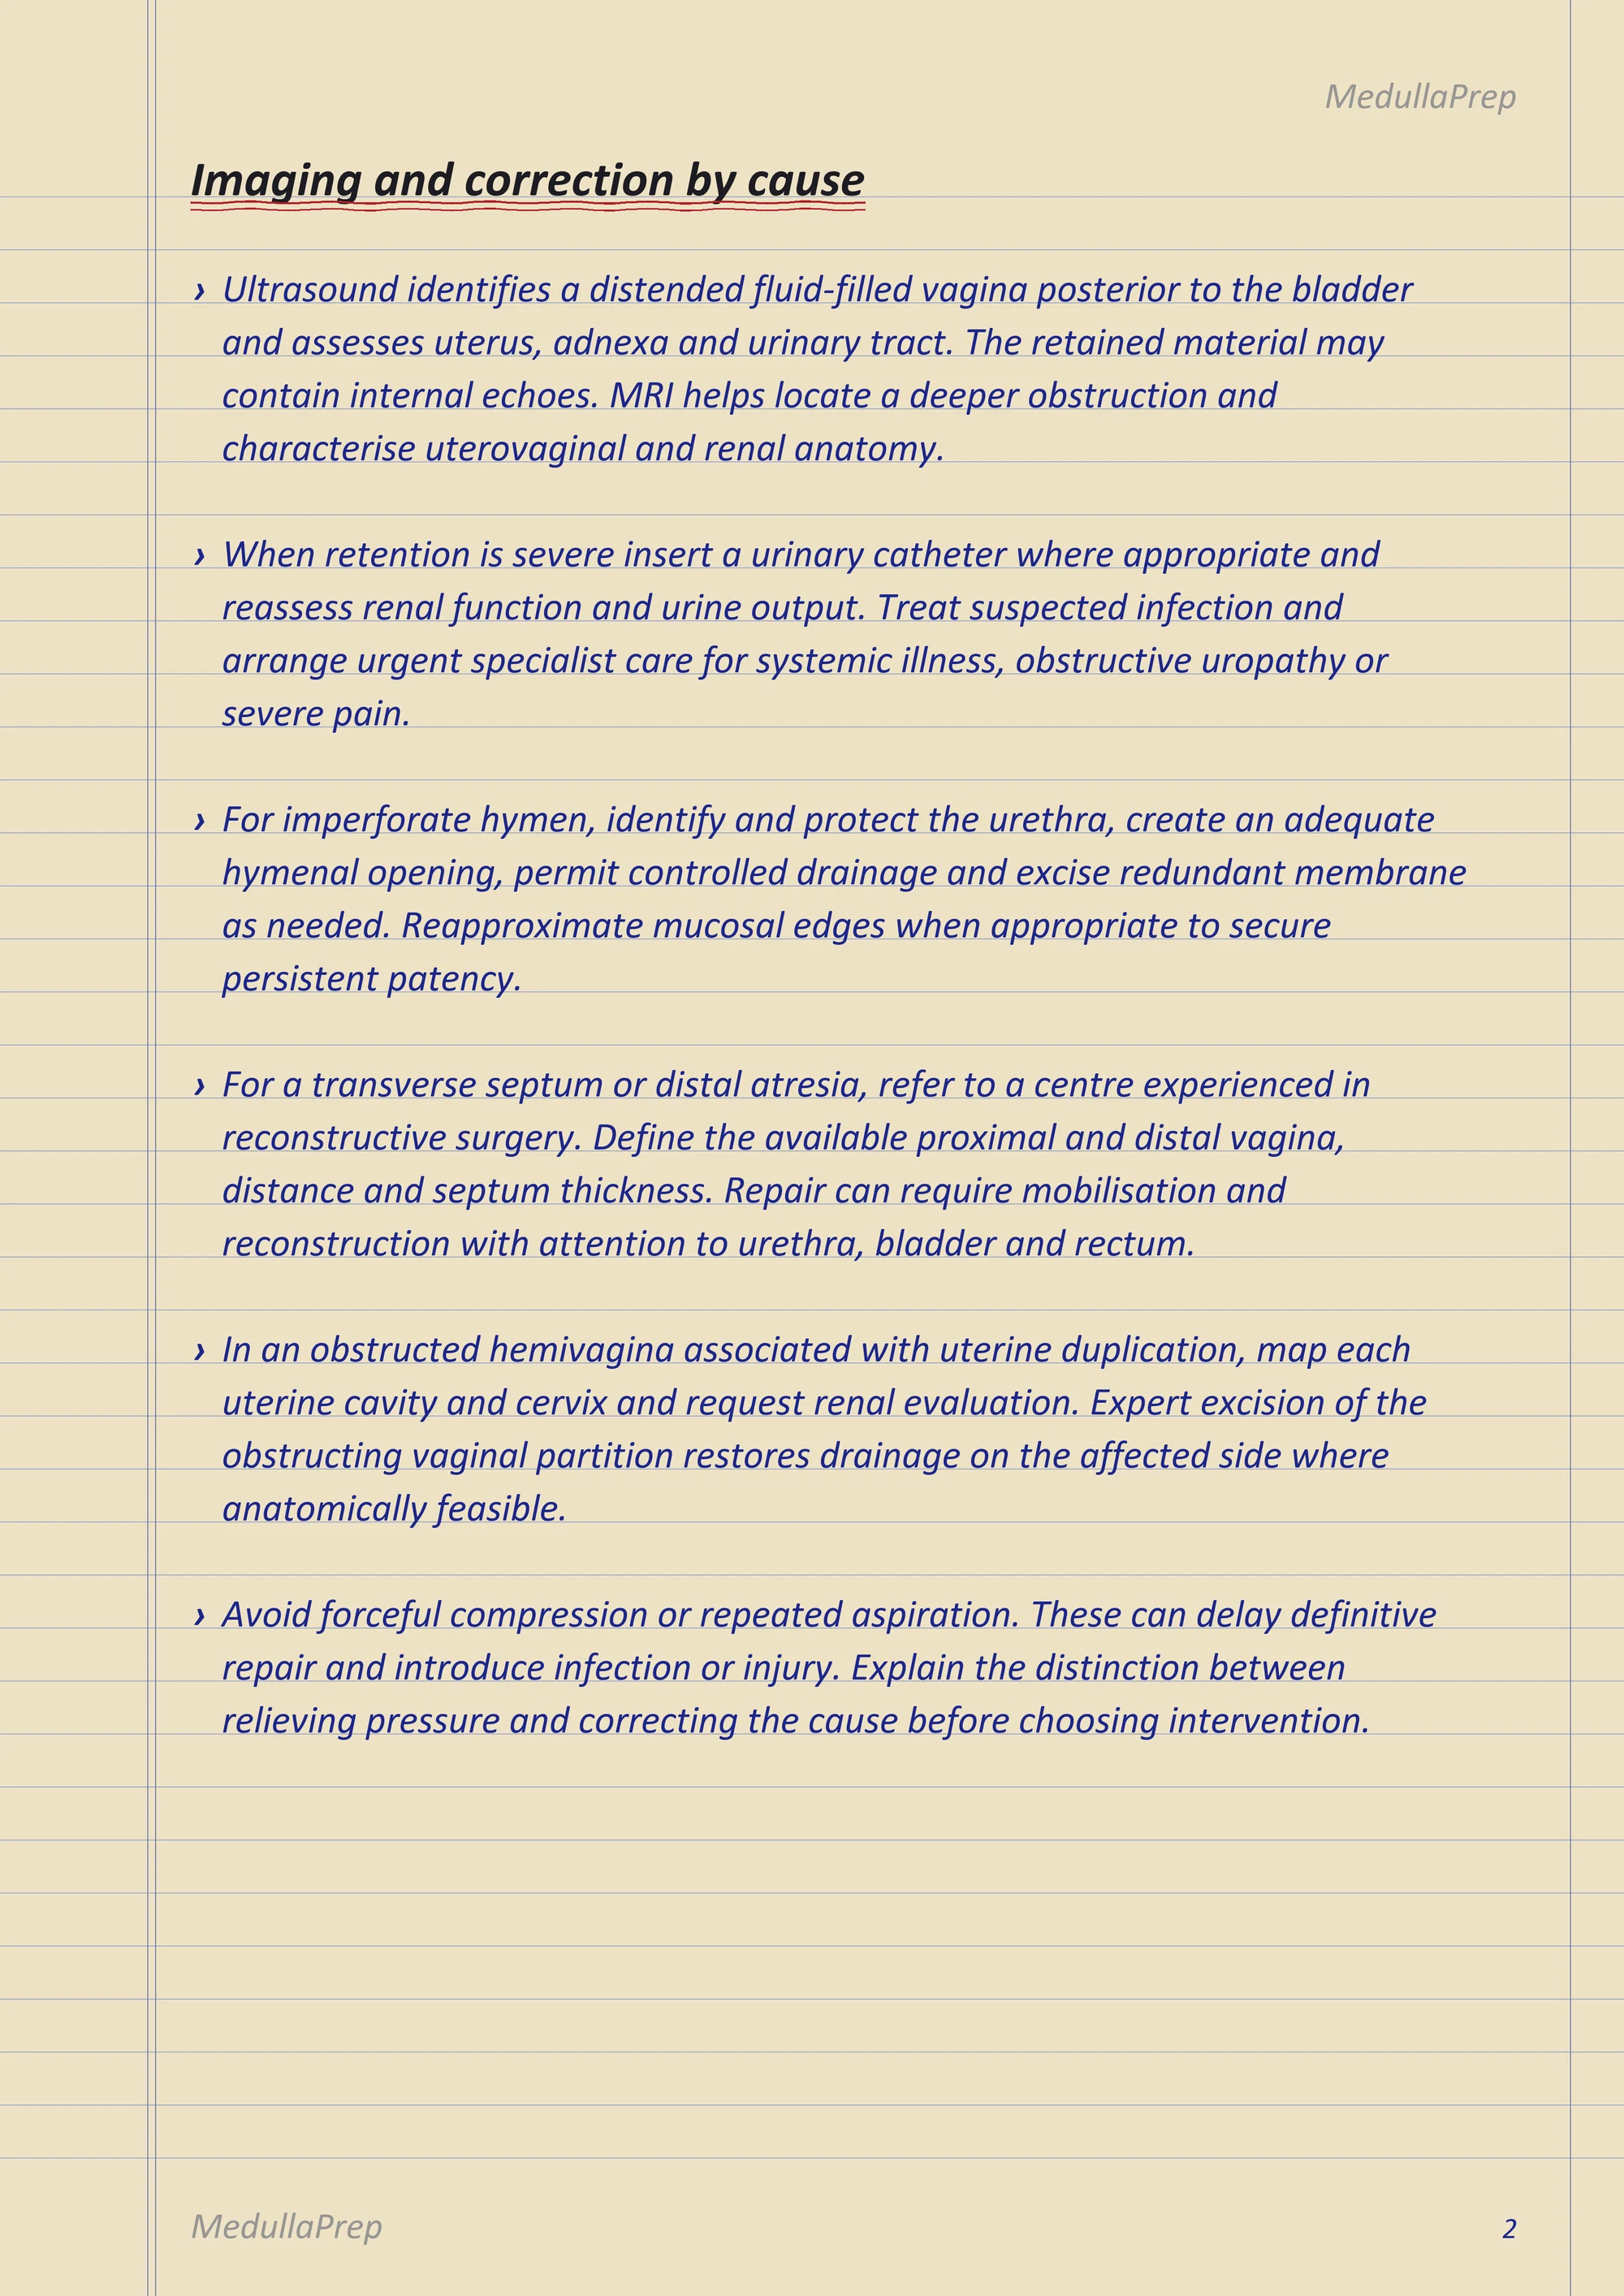 MedullaPrep
Imaging and correction by cause
› Ultrasound identifies a distended fluid-filled vagina posterior to the bladder
and assesses uterus, adnexa and urinary tract. The retained material may
contain internal echoes. MRI helps locate a deeper obstruction and
characterise uterovaginal and renal anatomy.
› When retention is severe insert a urinary catheter where appropriate and
reassess renal function and urine output. Treat suspected infection and
arrange urgent specialist care for systemic illness, obstructive uropathy or
severe pain.
› For imperforate hymen, identify and protect the urethra, create an adequate
hymenal opening, permit controlled drainage and excise redundant membrane
as needed. Reapproximate mucosal edges when appropriate to secure
persistent patency.
› For a transverse septum or distal atresia, refer to a centre experienced in
reconstructive surgery. Define the available proximal and distal vagina,
distance and septum thickness. Repair can require mobilisation and
reconstruction with attention to urethra, bladder and rectum.
› In an obstructed hemivagina associated with uterine duplication, map each
uterine cavity and cervix and request renal evaluation. Expert excision of the
obstructing vaginal partition restores drainage on the affected side where
anatomically feasible.
› Avoid forceful compression or repeated aspiration. These can delay definitive
repair and introduce infection or injury. Explain the distinction between
relieving pressure and correcting the cause before choosing intervention.
MedullaPrep
2